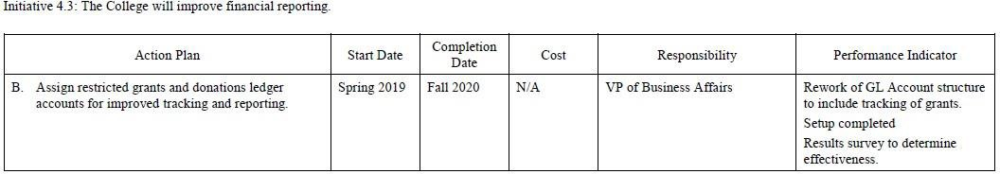 Initiative 4.3: The College will improve financial reporting.
Action Plan
Start Date
Completion
Date
Cost
Responsibility
Performance Indicator
B. Assign restricted grants and donations ledger
accounts for improved tracking and reporting.
Spring 2019
Fall 2020
N/A
VP of Business Affairs
Rework of GL Account structure
to include tracking of grants.
Setup completed
Results survey to determine
effectiveness.